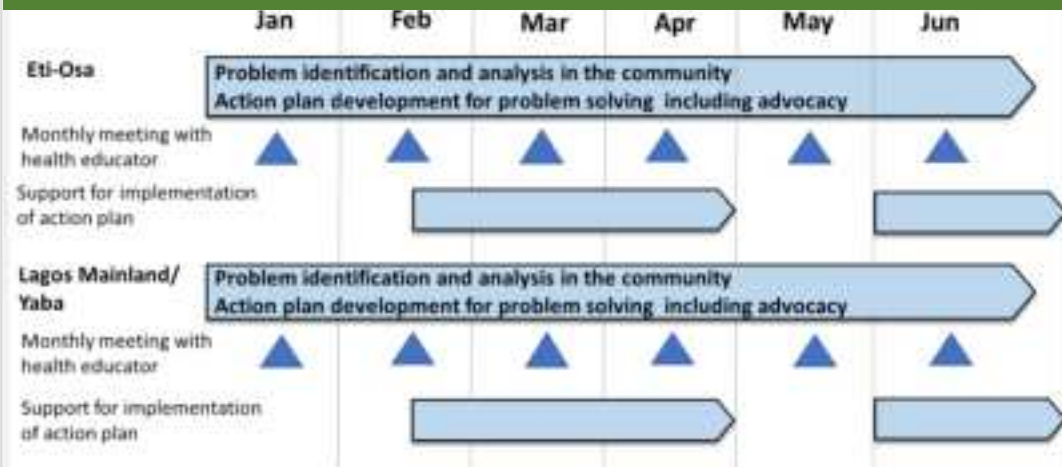 Jan Feb Mar Apr May Jun
Eti-Osa
Problem identification and analysis in the community
Action plan development for problem solving including advocacy
Monthly meeting with
health educator
Support for implementation
of action plan
Lagos Mainland/
Yaba
Problem identification and analysis in the community
Action plan development for problem solving including advocacy
Monthly meeting with
health educator
Support for implementation
of action plan